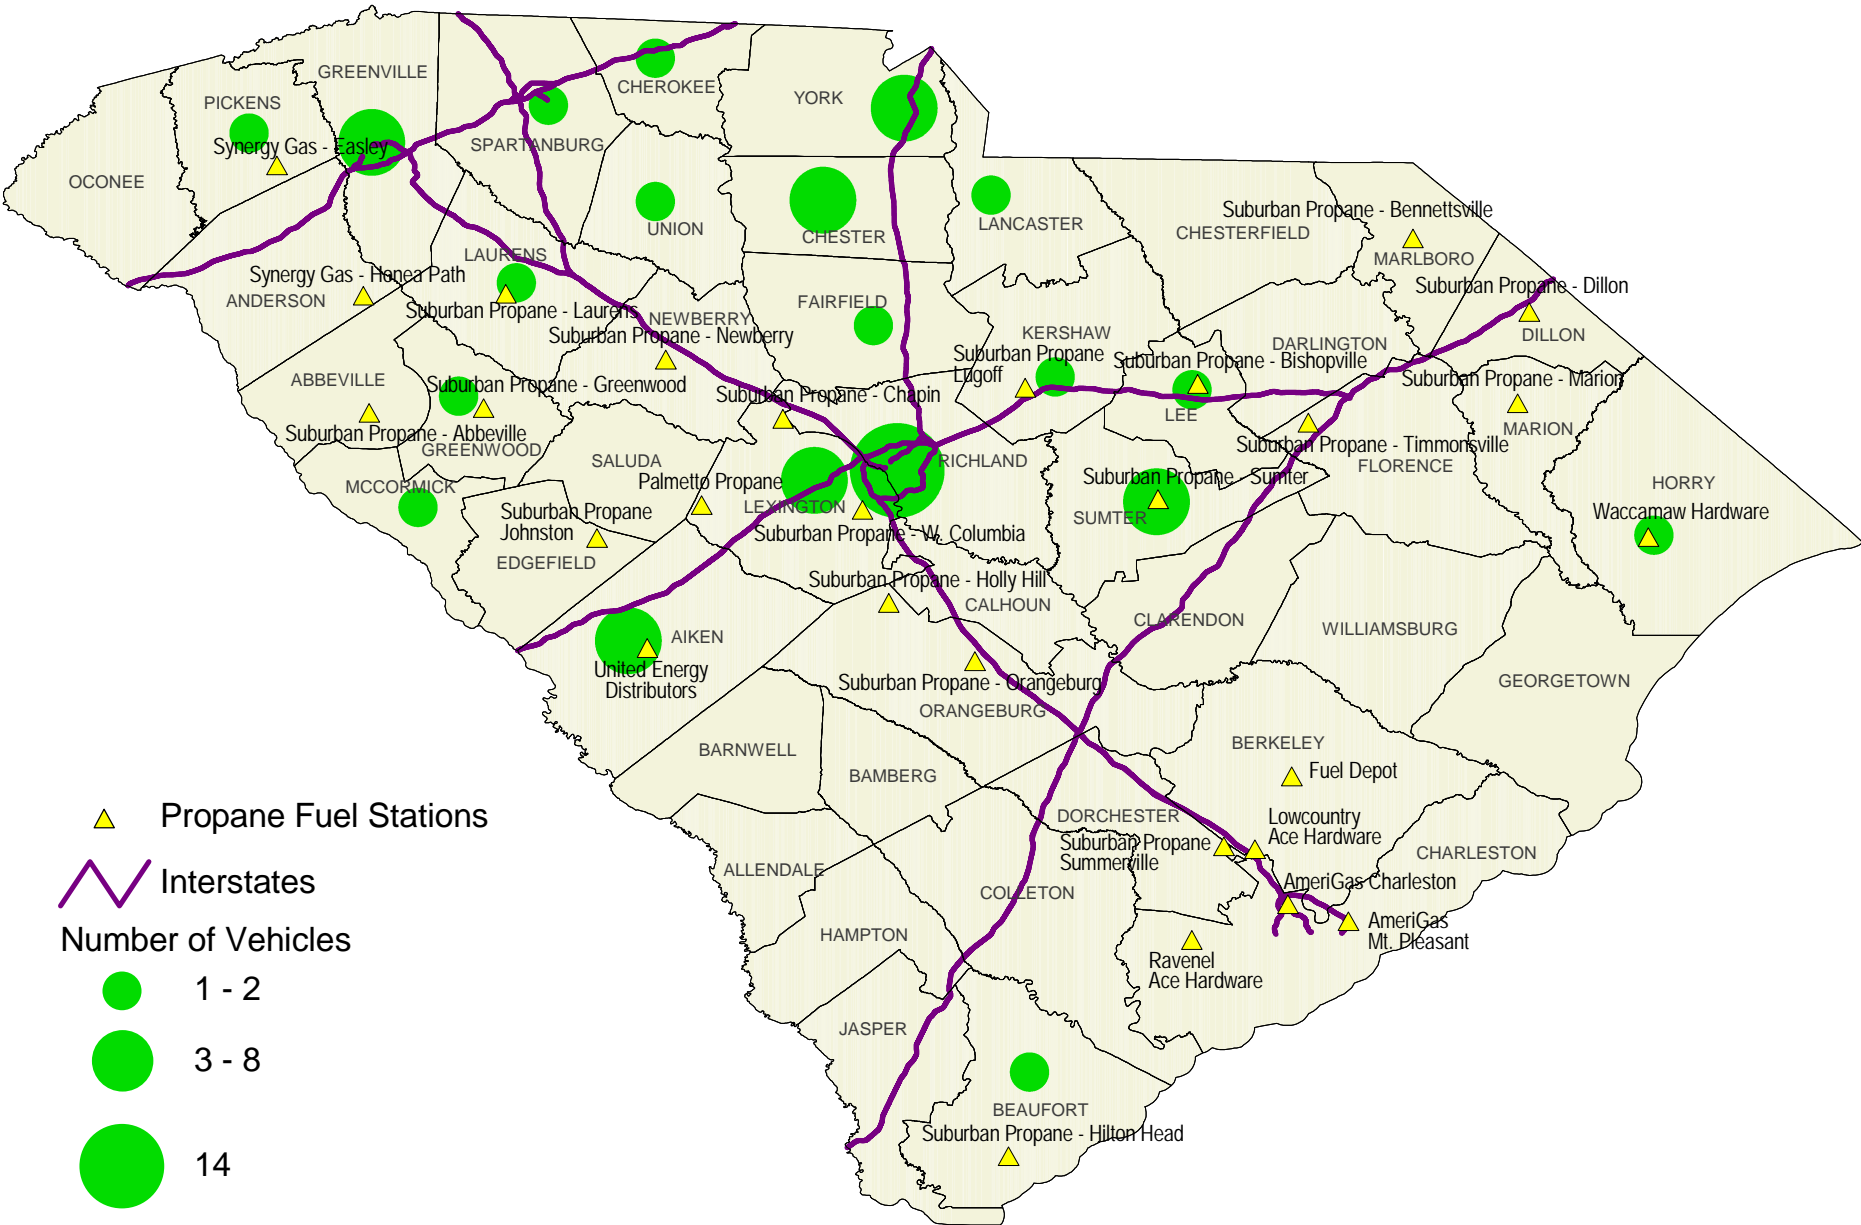 GREENVILLE
PICKENS
CHEROKEE
YORK
Synergy Gas - Easley
SPARTANBURG
OCONEE
UNION
CHESTER
LANCASTER
Suburban Propane - Bennettsville
CHESTERFIELD
MARLBORO
LAURENS
Synergy Gas - Honea Path
ANDERSON
Suburban Propane - Laurens
NEWBERRY
FAIRFIELD
Suburban Propane - Dillon
DILLON
Suburban Propane - Newberry
KERSHAW
DARLINGTON
Suburban Propane
Lugoff
Suburban Propane - Bishopville
LEE
ABBEVILLE
Suburban Propane - Greenwood
Suburban Propane - Chapin
Suburban Propane - Marion
MARION
Suburban Propane - Abbeville
GREENWOOD
Suburban Propane - Timmonsville
FLORENCE
SALUDA
RICHLAND
Palmetto Propane
LEXINGTON
Suburban Propane - Sumter
SUMTER
HORRY
Waccamaw Hardware
MCCORMICK
Suburban Propane
Johnston
EDGEFIELD
Suburban Propane - W. Columbia
Suburban Propane - Holly Hill
CALHOUN
CLARENDON
WILLIAMSBURG
AIKEN
United Energy
Distributors
Suburban Propane - Orangeburg
ORANGEBURG
GEORGETOWN
BARNWELL
BAMBERG
BERKELEY
Fuel Depot
DORCHESTER
Lowcountry
Ace Hardware
Suburban Propane
Summerville
CHARLESTON
ALLENDALE
COLLETON
AmeriGas Charleston
AmeriGas
Mt. Pleasant
HAMPTON
Ravenel
Ace Hardware
JASPER
BEAUFORT
Suburban Propane - Hilton Head
Propane Fuel Stations
Interstates
Number of Vehicles
1 - 2
3 - 8
14